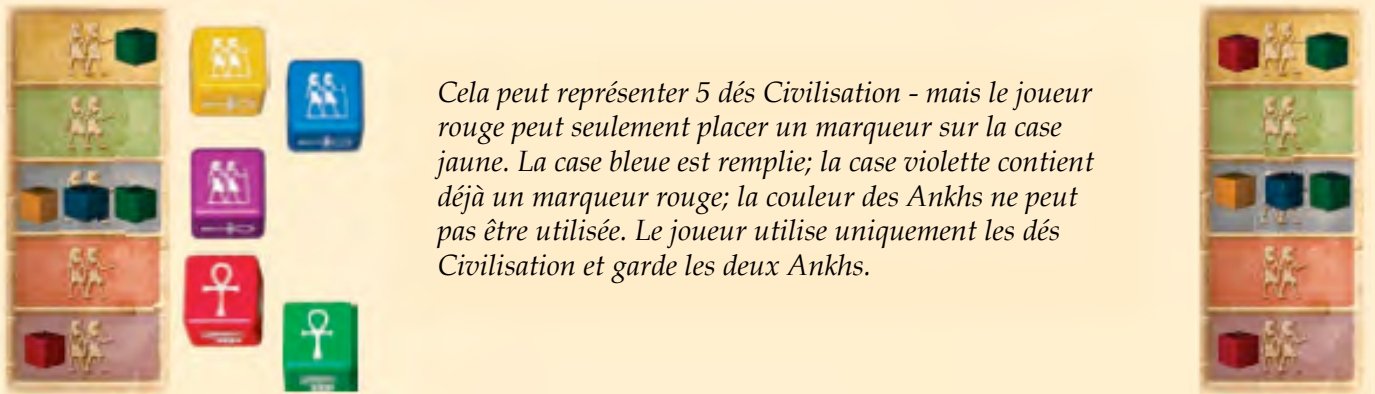 Cela peut représenter 5 dés Civilisation - mais le joueur
rouge peut seulement placer un marqueur sur la case
jaune. La case bleue est remplie; la case violette contient
déjà un marqueur rouge; la couleur des Ankhs ne peut
pas être utilisée. Le joueur utilise uniquement les dés
Civilisation et garde les deux Ankhs.